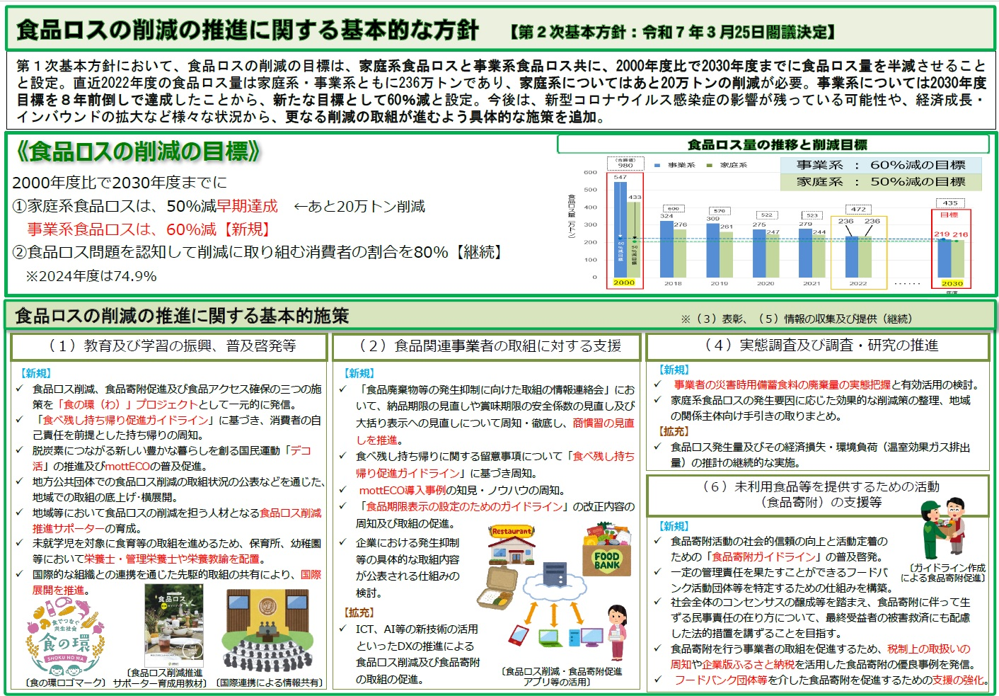 食品ロスの削減の推進に関する基本的な方針　【第２次基本方針：令和７年３月25日閣議決定】
第１次基本方針において、食品ロスの削減の目標は、家庭系食品ロスと事業系食品ロス共に、2000年度比で2030年度までに食品ロス量を半減させること
と設定。直近2022年度の食品ロス量は家庭系・事業系ともに236万トンであり、家庭系についてはあと20万トンの削減が必要。事業系については2030年度
目標を８年前倒しで達成したことから、新たな目標として60%減と設定。今後は、新型コロナウイルス感染症の影響が残っている可能性や、経済成長・
インバウンドの拡大など様々な状況から、更なる削減の取組が進むよう具体的な施策を追加。
《食品ロスの削減の目標》
2000年度比で2030年度までに
①家庭系食品ロスは、50%減早期達成　←あと20万トン削減
事業系食品ロスは、60%減【新規】
②食品ロス問題を認知して削減に取り組む消費者の割合を80%【継続】
※2024年度は74.9%
食品ロス量の推移と削減目標
事業系 ： 60%減の目標
家庭系 ： 50%減の目標
事業系　家庭系
食品ロス量（万トン）
600
500
400
300
200
100
0
（合算値）
980
547
433
60%減目標
50%減目標
2000
600
324
276
2018
570
309
261
2019
522
275
247
2020
523
279
244
2021
472
236
236
2022
......
435
目標
219 216
2030
年度
食品ロスの削減の推進に関する基本的施策
※（３）表彰、（５）情報の収集及び提供（継続）
（１）教育及び学習の振興、普及啓発等
【新規】
✓ 食品ロス削減、食品寄附促進及び食品アクセス確保の三つの施
策を「食の環（わ）」プロジェクトとして一元的に発信。
✓ 「食べ残し持ち帰り促進ガイドライン」に基づき、消費者の自
己責任を前提とした持ち帰りの周知。
✓ 脱炭素につながる新しい豊かな暮らしを創る国民運動「デコ
活」の推進及びmottECOの普及促進。
✓ 地方公共団体での食品ロス削減の取組状況の公表などを通じた、
地域での取組の底上げ・横展開。
✓ 地域等において食品ロスの削減を担う人材となる食品ロス削減
推進サポーターの育成。
✓ 未就学児を対象に食育等の取組を進めるため、保育所、幼稚園
等において栄養士・管理栄養士や栄養教諭を配置。
✓ 国際的な組織との連携を通じた先駆的取組の共有により、国際
展開を推進。
食でつなぐ
共生社会
食の環
SHOKU NO WA
〔食の環ロゴマーク〕
食品ロス
〔食品ロス削減推進
サポーター育成用教材〕
〔国際連携による情報共有〕
（２）食品関連事業者の取組に対する支援
【新規】
✓ 「食品廃棄物等の発生抑制に向けた取組の情報連絡会」にお
いて、納品期限の見直しや賞味期限の安全係数の見直し及び
大括り表示への見直しについて周知・徹底し、商慣習の見直
しを推進。
✓ 食べ残し持ち帰りに関する留意事項について「食べ残し持ち
帰り促進ガイドライン」に基づき周知。
✓ mottECO導入事例の知見・ノウハウの周知。
✓ 「食品期限表示の設定のためのガイドライン」の改正内容の
周知及び取組の促進。
✓ 企業における発生抑制
等の具体的な取組内容
が公表される仕組みの
検討。
【拡充】
✓ ICT、AI等の新技術の活用
といったDXの推進による
食品ロス削減及び食品寄附
の取組の促進。
Restaurant
FOOD
BANK
〔食品ロス削減・食品寄附促進
アプリ等の活用〕
（４）実態調査及び調査・研究の推進
【新規】
✓ 事業者の災害時用備蓄食料の廃棄量の実態把握と有効活用の検討。
✓ 家庭系食品ロスの発生要因に応じた効果的な削減策の整理、地域
の関係主体向け手引きの取りまとめ。
【拡充】
✓ 食品ロス発生量及びその経済損失・環境負荷（温室効果ガス排出
量）の推計の継続的な実施。
（６）未利用食品等を提供するための活動
（食品寄附）の支援等
【新規】
✓ 食品寄附活動の社会的信頼の向上と活動定着の
ための「食品寄附ガイドライン」の普及啓発。
✓ 一定の管理責任を果たすことができるフードバ
ンク活動団体等を特定するための仕組みを構築。
〔ガイドライン作成
による食品寄附促進〕
✓ 社会全体のコンセンサスの醸成等を踏まえ、食品寄附に伴って生
ずる民事責任の在り方について、最終受益者の被害救済にも配慮
した法的措置を講ずることを目指す。
✓ 食品寄附を行う事業者の取組を促進するため、税制上の取扱いの
周知や企業版ふるさと納税を活用した食品寄附の優良事例を発信。
✓ フードバンク団体等を介した食品寄附を促進するための支援の強化。